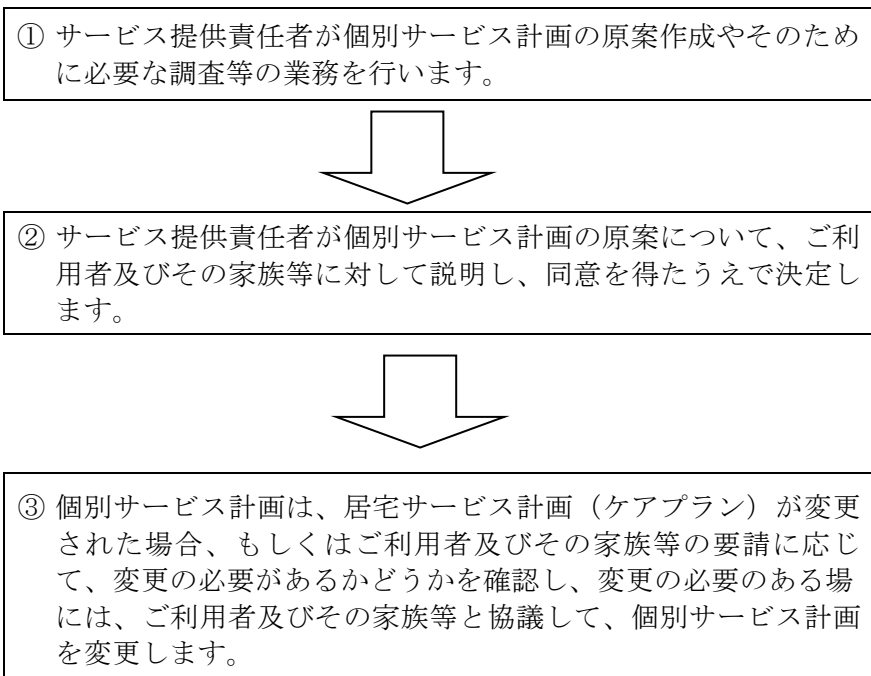 ① サービス提供責任者が個別サービス計画の原案作成やそのため
に必要な調査等の業務を行います。
② サービス提供責任者が個別サービス計画の原案について、ご利
用者及びその家族等に対して説明し、同意を得たうえで決定し
ます。
③ 個別サービス計画は、居宅サービス計画（ケアプラン）が変更
された場合、もしくはご利用者及びその家族等の要請に応じ
て、変更の必要があるかどうかを確認し、変更の必要のある場
には、ご利用者及びその家族等と協議して、個別サービス計画
を変更します。